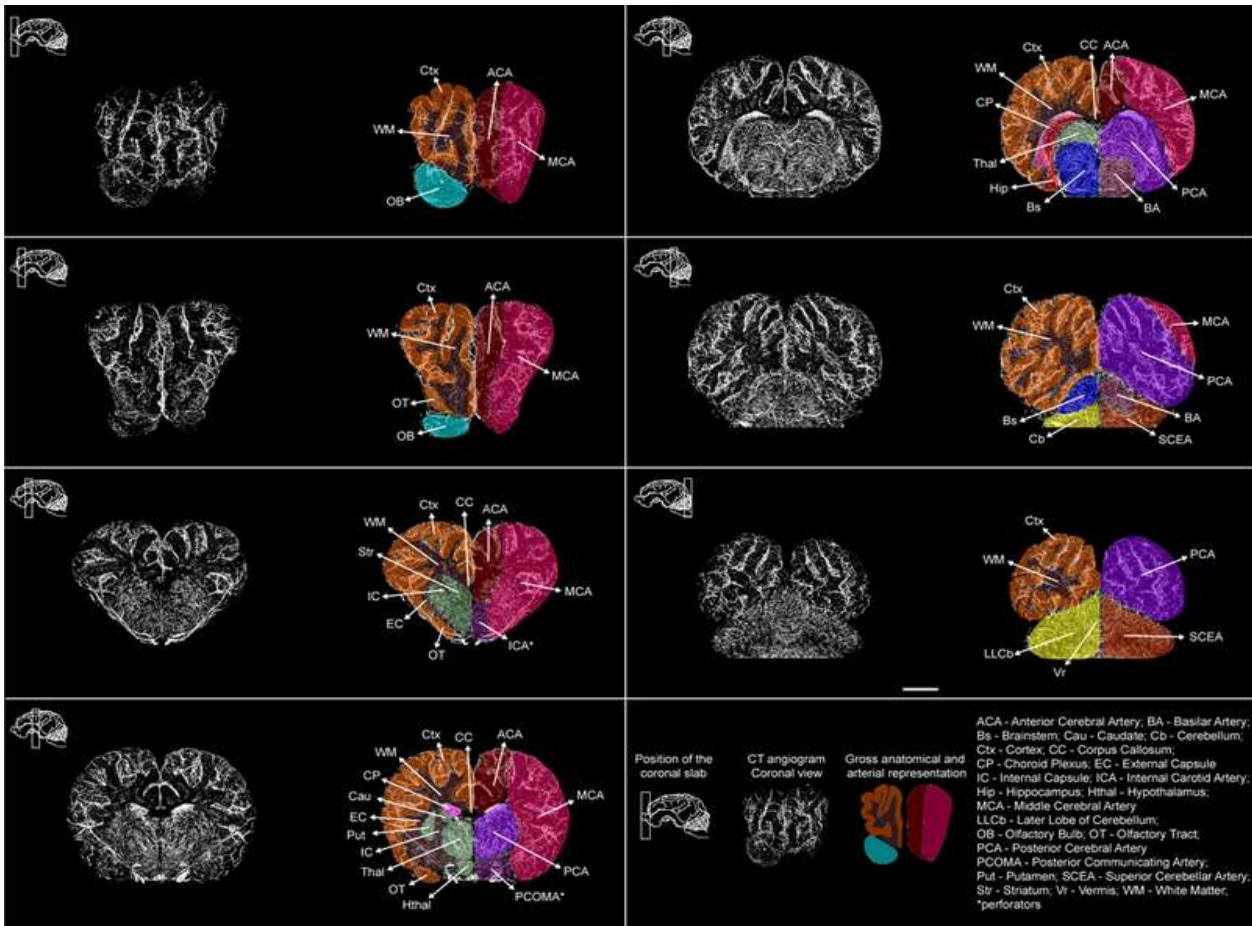 Ctx
ACA
WM
MCA
OB
Ctx
ACA
WM
MCA
OT
OB
Ctx
CC
ACA
WM
Str
IC
MCA
EC
OT
ICA*
Ctx
CC
ACA
WM
CP
Cau
MCA
EC
Put
IC
Thal
PCA
OT
PCOMA*
Hthal
Ctx
CC
ACA
WM
MCA
CP
Thal
Hip
PCA
Bs
BA
Ctx
WM
MCA
PCA
Bs
BA
Cb
SCEA
Ctx
WM
PCA
SCEA
LLCb
Vr
Position of the
coronal slab
CT angiogram
Coronal view
Gross anatomical and
arterial representation
ACA - Anterior Cerebral Artery; BA - Basilar Artery;
Bs - Brainstem; Cau - Caudate; Cb - Cerebellum;
Ctx - Cortex; CC - Corpus Callosum;
CP - Choroid Plexus; EC - External Capsule
IC - Internal Capsule; ICA - Internal Carotid Artery;
Hip - Hippocampus; Hthal - Hypothalamus;
MCA - Middle Cerebral Artery
LLCb - Later Lobe of Cerebellum;
OB - Olfactory Bulb; OT - Olfactory Tract;
PCA - Posterior Cerebral Artery
PCOMA - Posterior Communicating Artery;
Put - Putamen; SCEA - Superior Cerebellar Artery;
Str - Striatum; Vr - Vermis; WM - White Matter;
*perforators